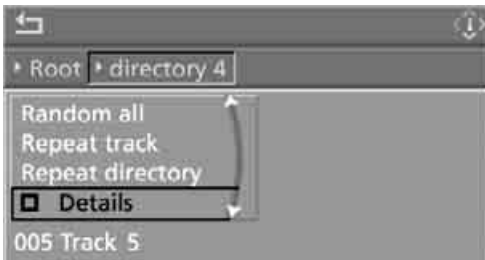 Root directory 4
Random all
Repeat track
Repeat directory
Details
005 Track 5